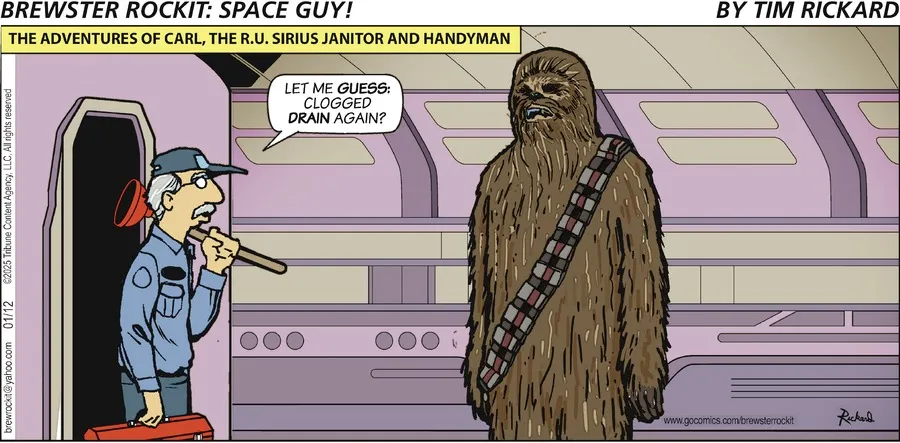 BREWSTER ROCKIT: SPACE GUY!
BY TIM RICKARD
THE ADVENTURES OF CARL, THE R.U. SIRIUS JANITOR AND HANDYMAN
LET ME GUESS:
CLOGGED
DRAIN AGAIN?
brewrockit@yahoo.com 01/12 ©2025 Tribune Content Agency, LLC. All rights reserved
www.gocomics.com/brewsterrockit
Rickard